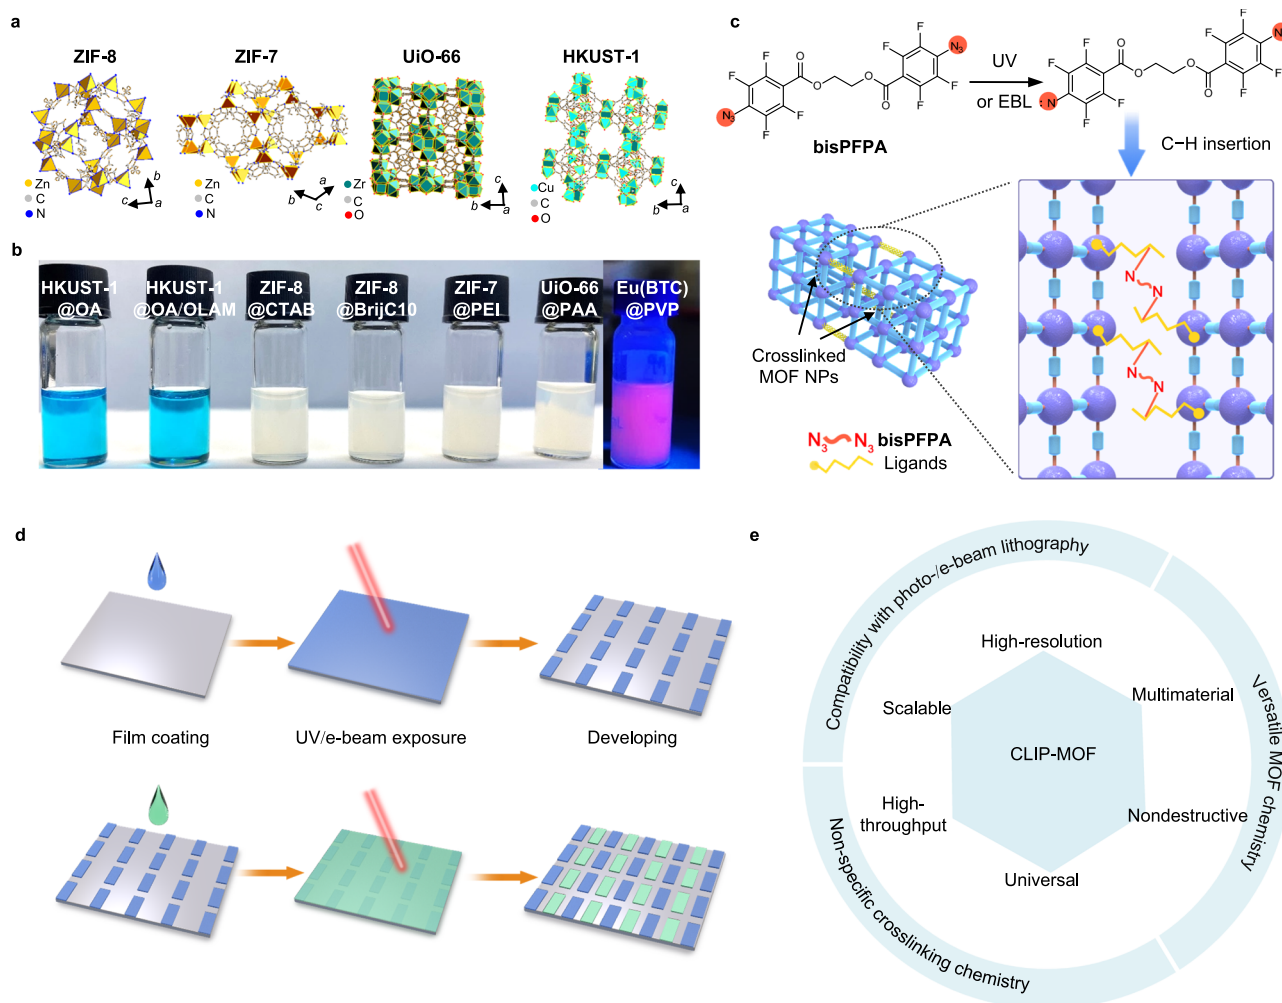 a
ZIF-8
ZIF-7
UiO-66
HKUST-1
Zn
C
N
b
c
a
Zn
C
N
a
b
c
Zr
C
O
c
b
a
Cu
C
O
c
b
a
b
HKUST-1
@OA
HKUST-1
@OA/OLAM
ZIF-8
@CTAB
ZIF-8
@BrijC10
ZIF-7
@PEI
UiO-66
@PAA
Eu(BTC)
@PVP
c
F
F
N₃
F
F
F
F
O
O
O
O
N₃
F
F
bisPFPA
UV
or EBL
F
F
N
F
F
F
F
O
O
O
O
:N
F
F
C–H insertion
Crosslinked
MOF NPs
N₃ N₃ bisPFPA
Ligands
N
N
N
N
d
Film coating
UV/e-beam exposure
Developing
e
Compatibility with photo-/e-beam lithography
Versatile MOF chemistry
Non-specific crosslinking chemistry
High-resolution
Scalable
Multimaterial
CLIP-MOF
High-
throughput
Nondestructive
Universal